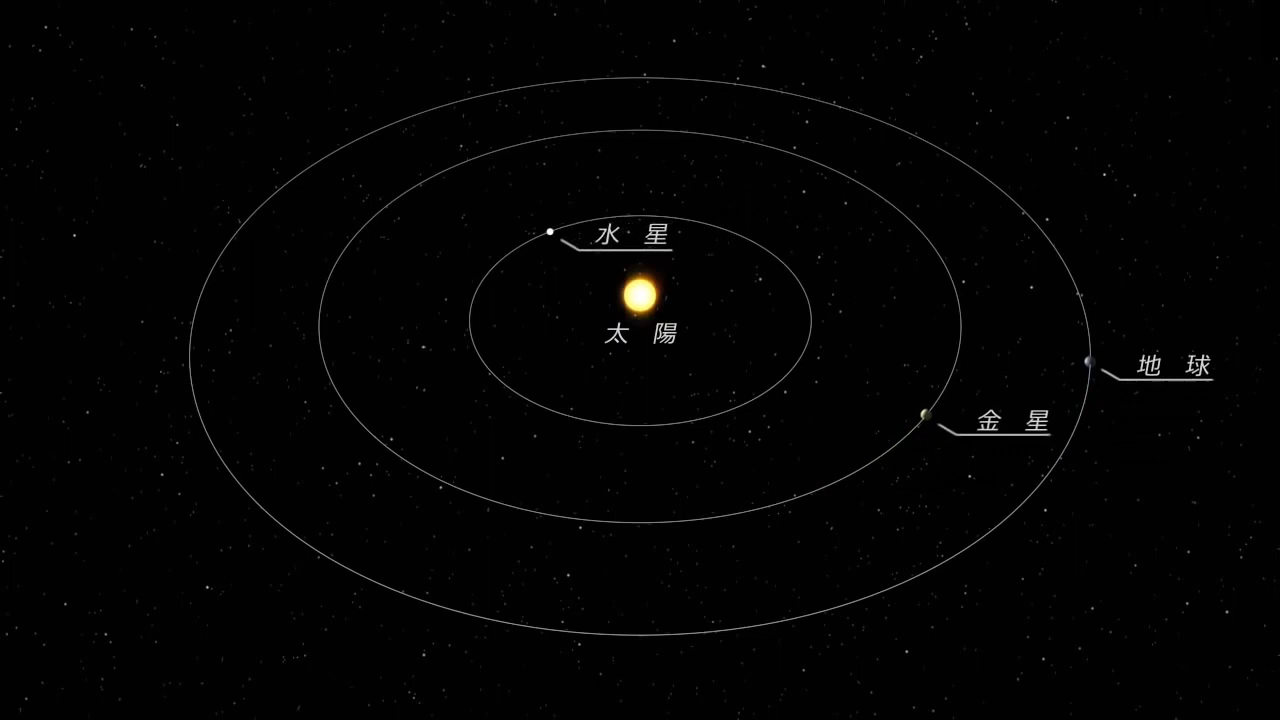 水 星
太 陽
地 球
金 星